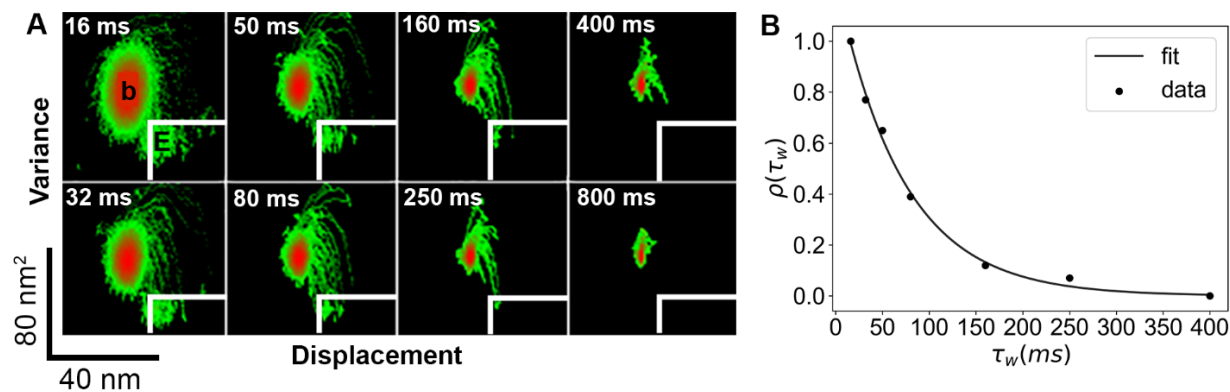 A
16 ms
50 ms
160 ms
400 ms
b
E
32 ms
80 ms
250 ms
800 ms
Variance
80 nm²
40 nm
Displacement
B
fit
data
ρ(τ_w)
1.0
0.8
0.6
0.4
0.2
0.0
0 50 100 150 200 250 300 350 400
τ_w(ms)